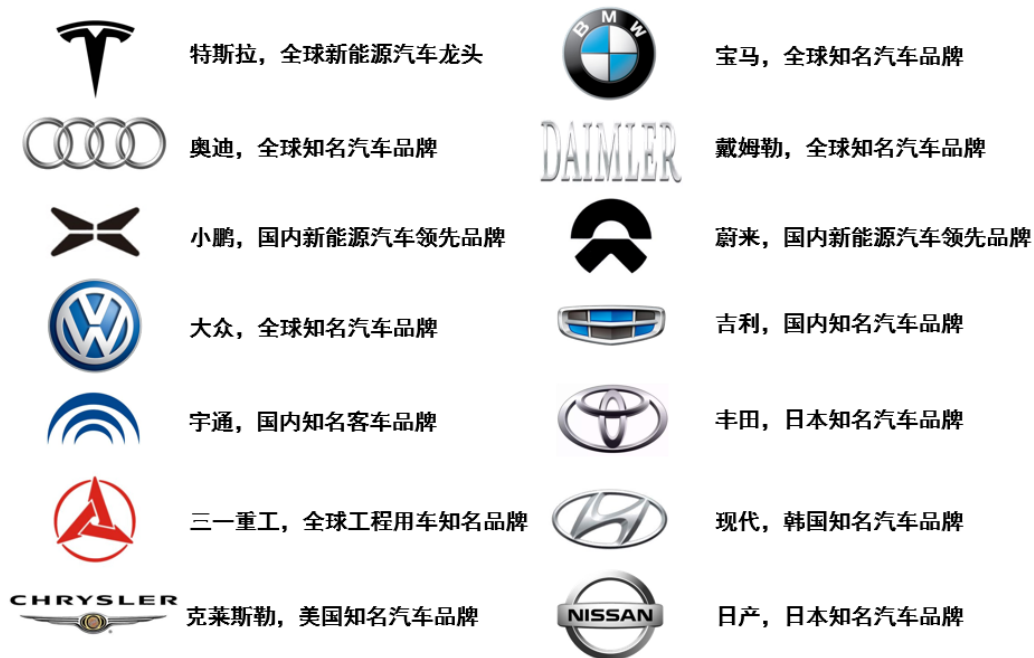 特斯拉，全球新能源汽车龙头
BMW
宝马，全球知名汽车品牌
奥迪，全球知名汽车品牌
DAIMLER
戴姆勒，全球知名汽车品牌
小鹏，国内新能源汽车领先品牌
蔚来，国内新能源汽车领先品牌
VW
大众，全球知名汽车品牌
吉利，国内知名汽车品牌
宇通，国内知名客车品牌
丰田，日本知名汽车品牌
三一重工，全球工程用车知名品牌
现代，韩国知名汽车品牌
CHRYSLER
克莱斯勒，美国知名汽车品牌
NISSAN
日产，日本知名汽车品牌